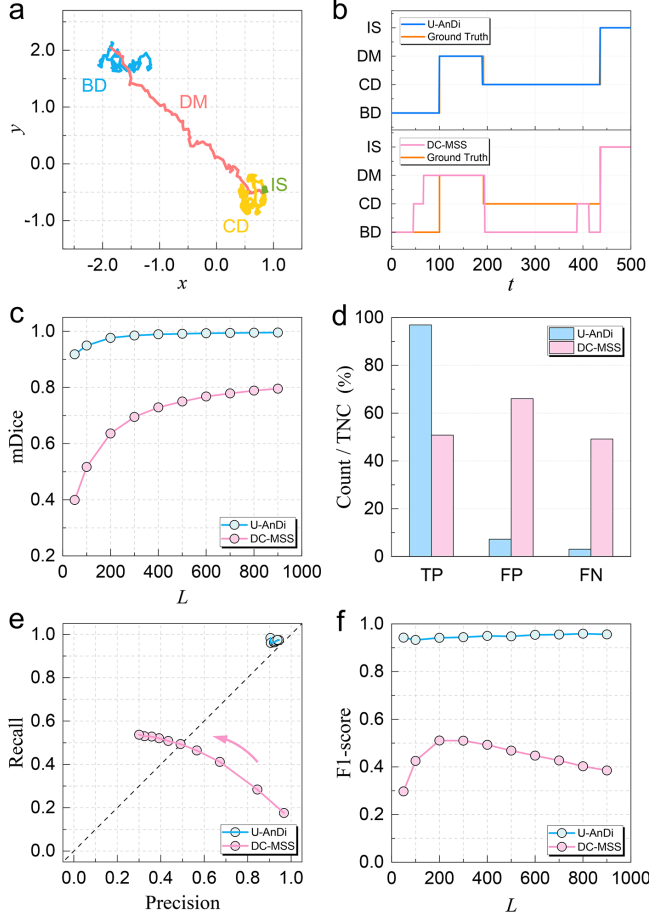 a
2.0
1.0
0.0
-1.0
y
BD
DM
IS
CD
-2.0
-1.0
0.0
1.0
x
b
IS
DM
CD
BD
U-AnDi
Ground Truth
IS
DM
CD
BD
DC-MSS
Ground Truth
0
100
200
300
400
500
t
c
1.0
0.8
0.6
0.4
0.2
mDice
U-AnDi
DC-MSS
0
200
400
600
800
1000
L
d
100
80
60
40
20
0
Count / TNC (%)
U-AnDi
DC-MSS
TP
FP
FN
e
1.0
0.8
0.6
0.4
0.2
0.0
Recall
U-AnDi
DC-MSS
0.0
0.2
0.4
0.6
0.8
1.0
Precision
f
1.0
0.8
0.6
0.4
0.2
0.0
F1-score
U-AnDi
DC-MSS
0
200
400
600
800
1000
L